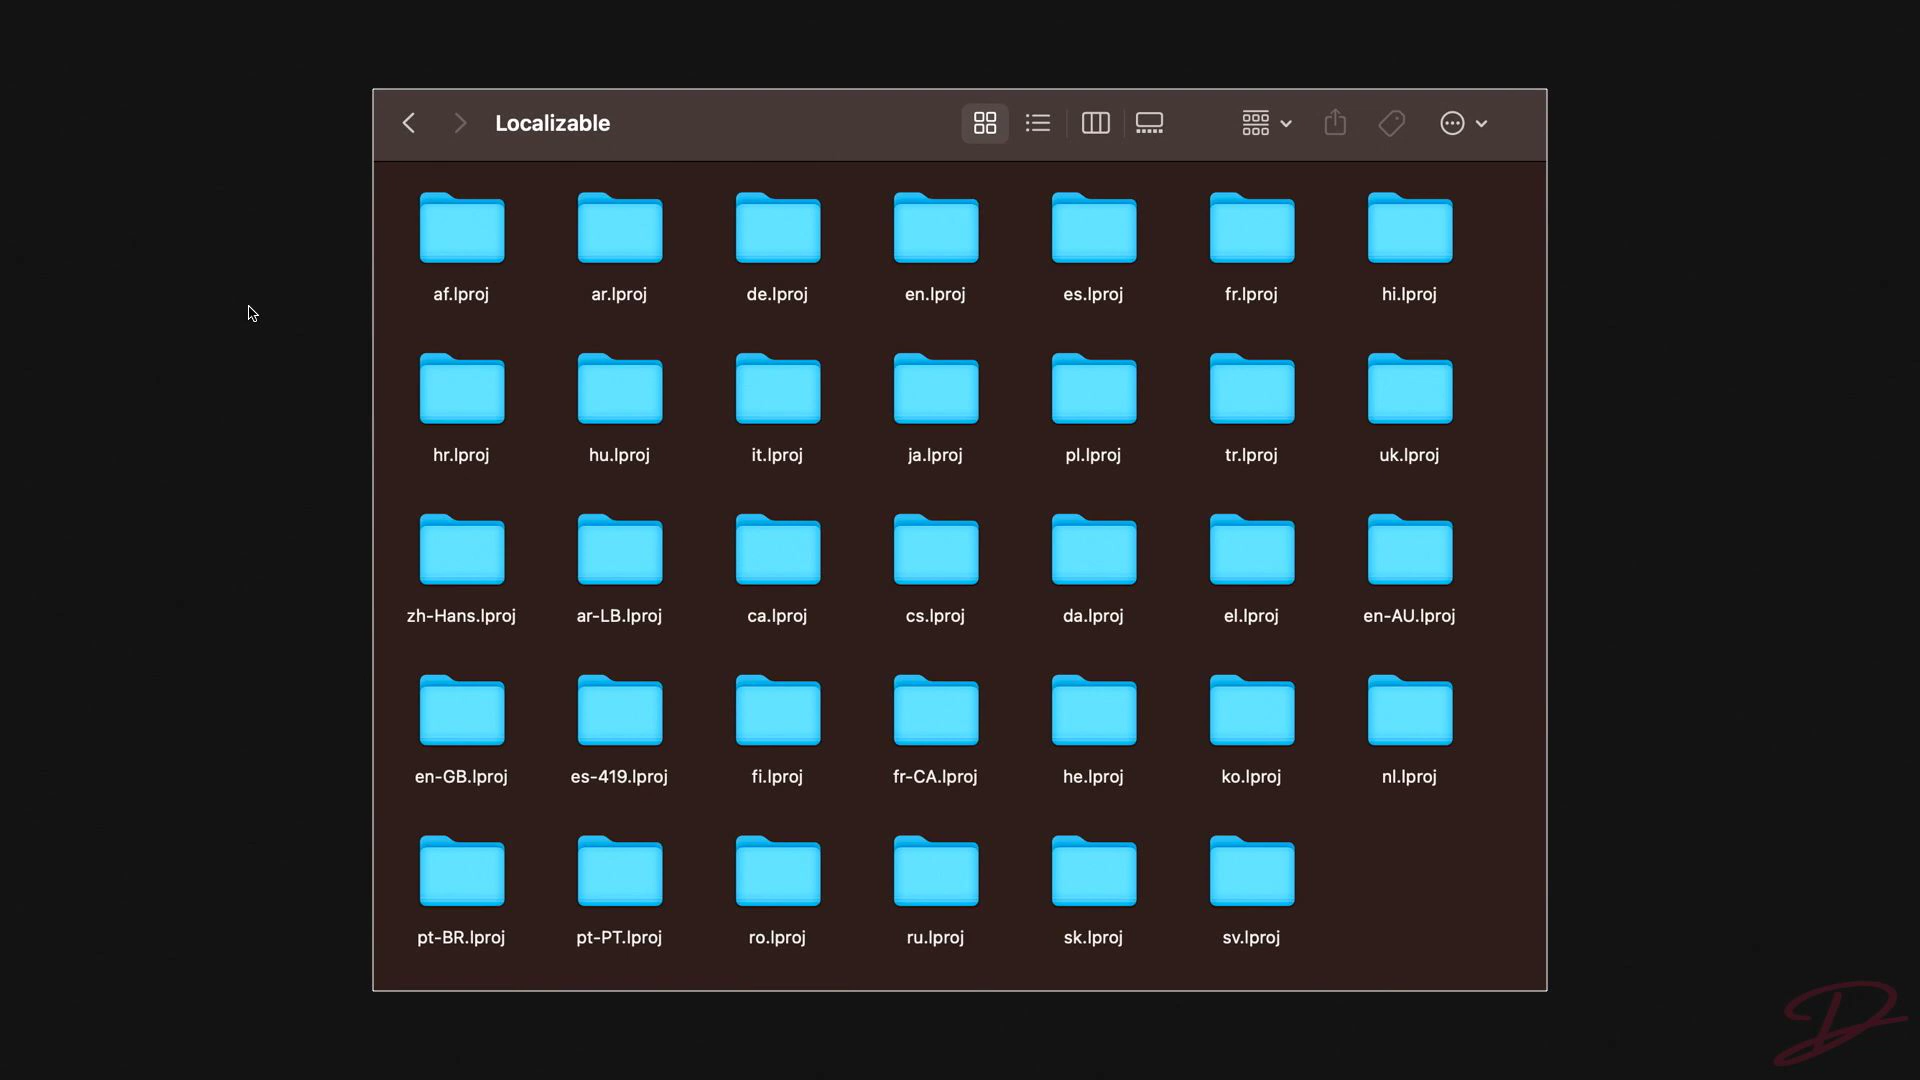 Localizable
af.lproj ar.lproj de.lproj en.lproj es.lproj fr.lproj hi.lproj
hr.lproj hu.lproj it.lproj ja.lproj pl.lproj tr.lproj uk.lproj
zh-Hans.lproj ar-LB.lproj ca.lproj cs.lproj da.lproj el.lproj en-AU.lproj
en-GB.lproj es-419.lproj fi.lproj fr-CA.lproj he.lproj ko.lproj nl.lproj
pt-BR.lproj pt-PT.lproj ro.lproj ru.lproj sk.lproj sv.lproj